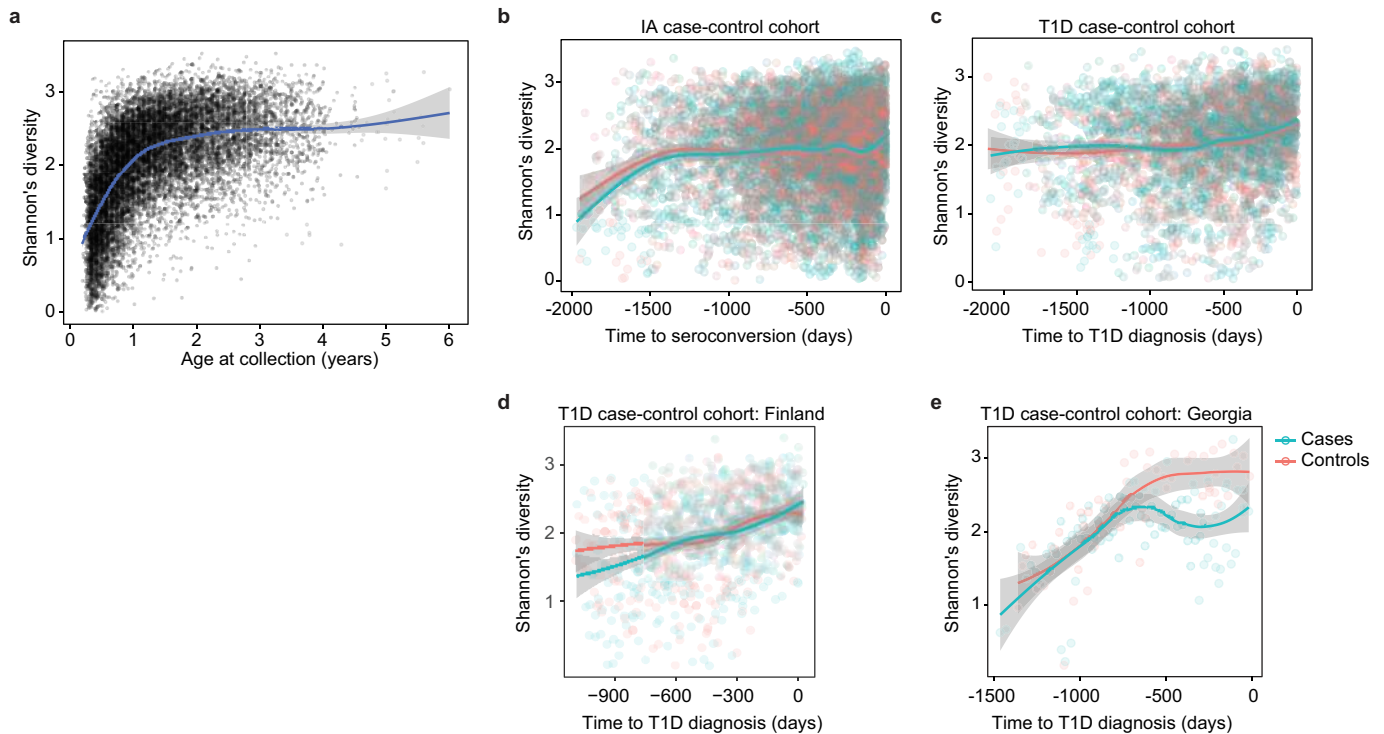 a
Shannon's diversity
3
2
1
0
0 1 2 3 4 5 6
Age at collection (years)
b
IA case-control cohort
Shannon's diversity
3
2
1
0
-2000 -1500 -1000 -500 0
Time to seroconversion (days)
c
T1D case-control cohort
Shannon's diversity
3
2
1
0
-2000 -1500 -1000 -500 0
Time to T1D diagnosis (days)
d
T1D case-control cohort: Finland
Shannon's diversity
3
2
1
−900 −600 −300 0
Time to T1D diagnosis (days)
e
T1D case-control cohort: Georgia
Shannon's diversity
3
2
1
-1500 -1000 -500 0
Time to T1D diagnosis (days)
Cases
Controls